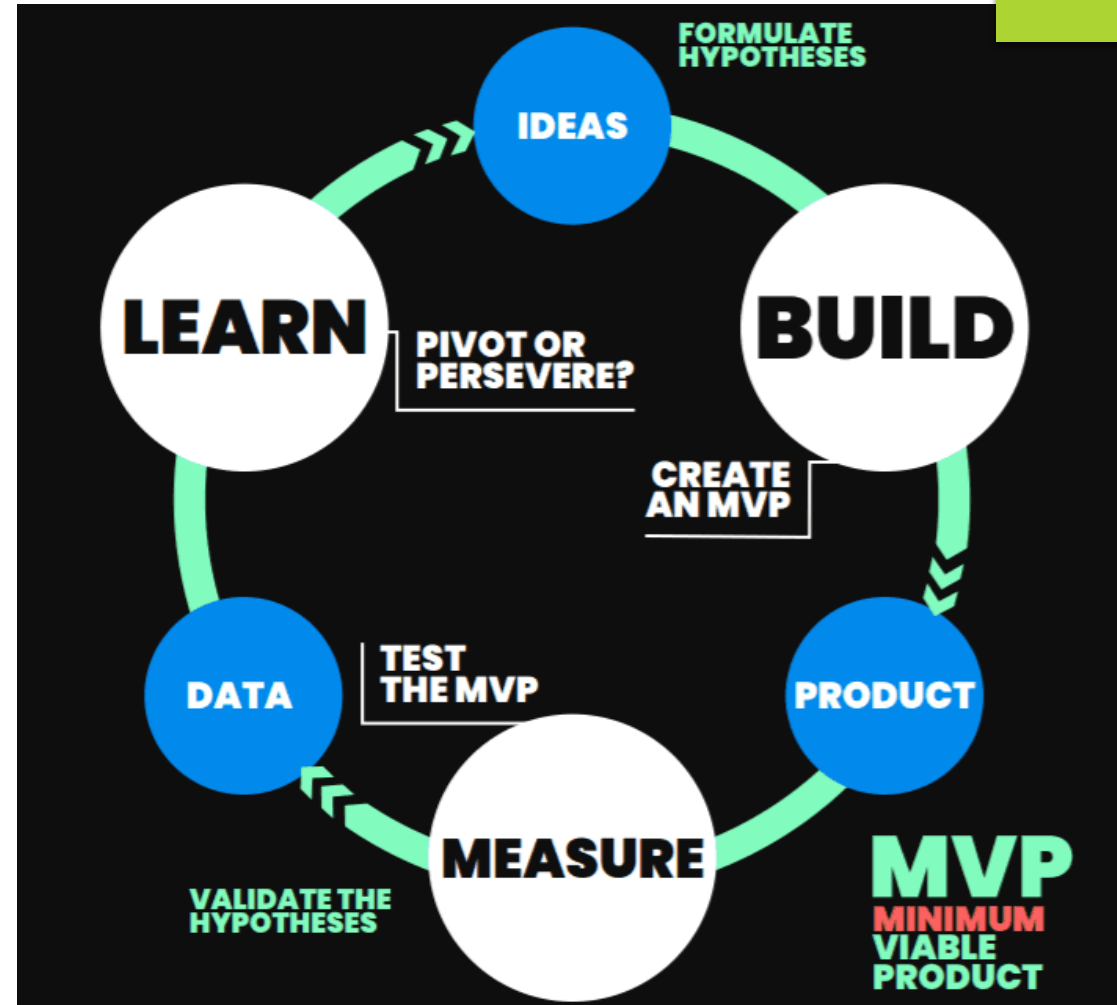 FORMULATE
HYPOTHESES
IDEAS
LEARN
BUILD
PIVOT OR
PERSEVERE?
CREATE
AN MVP
TEST
THE MVP
DATA
PRODUCT
MEASURE
VALIDATE THE
HYPOTHESES
MVP
MINIMUM
VIABLE
PRODUCT